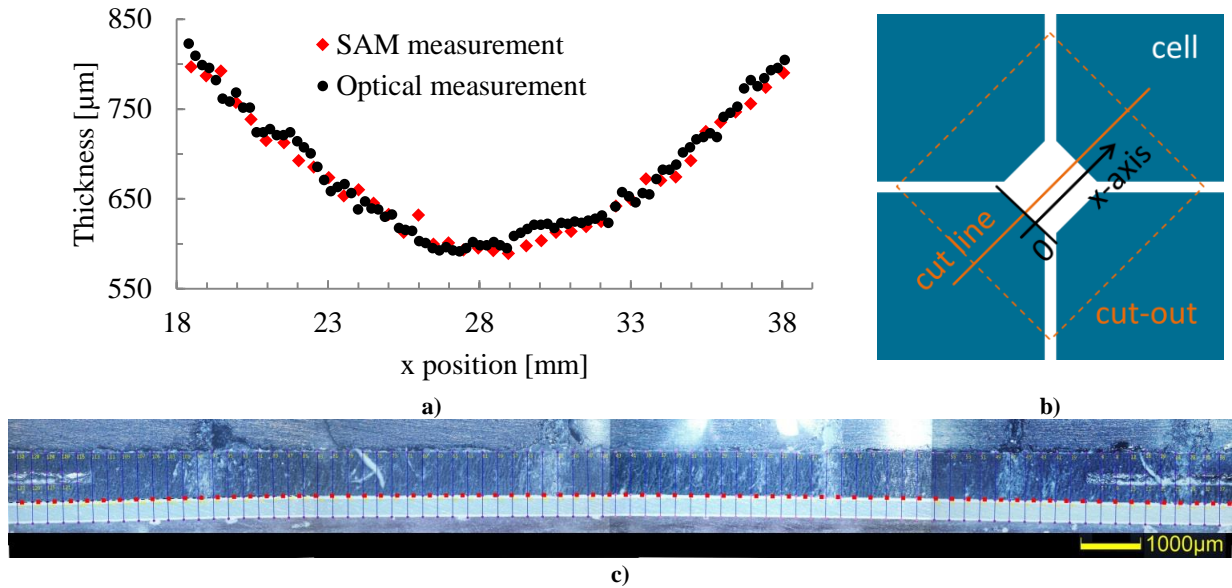 850
750
650
550
Thickness [µm]
SAM measurement
Optical measurement
18
23
28
33
38
x position [mm]
a)
cell
x-axis
0
cut line
cut-out
b)
1000µm
c)